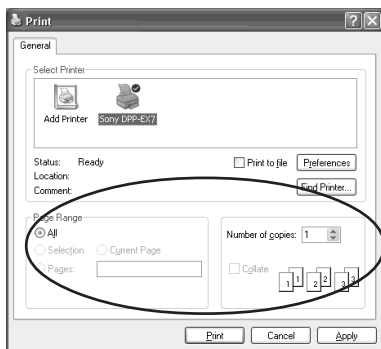 Print
General
Select Printer
Add Printer
Sony DPP-EX7
Status: Ready
Location:
Comment:
Print to file
Preferences
Find Printer...
Page Range
All
Selection
Current Page
Pages:
Number of copies: 1
Collate
1 1 2 2 3 3
Print
Cancel
Apply